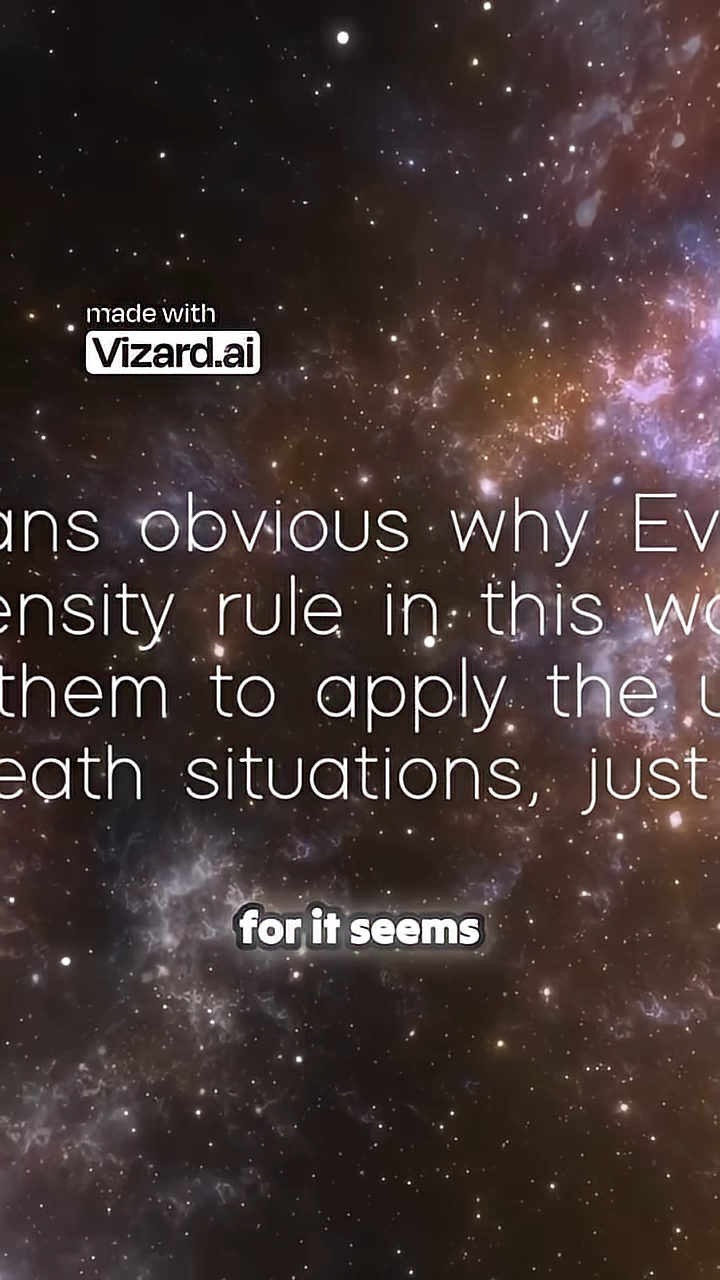 made with
Vizard.ai
ans obvious why Ev
ensity rule in this wo
them to apply the u
eath situations, just
for it seems